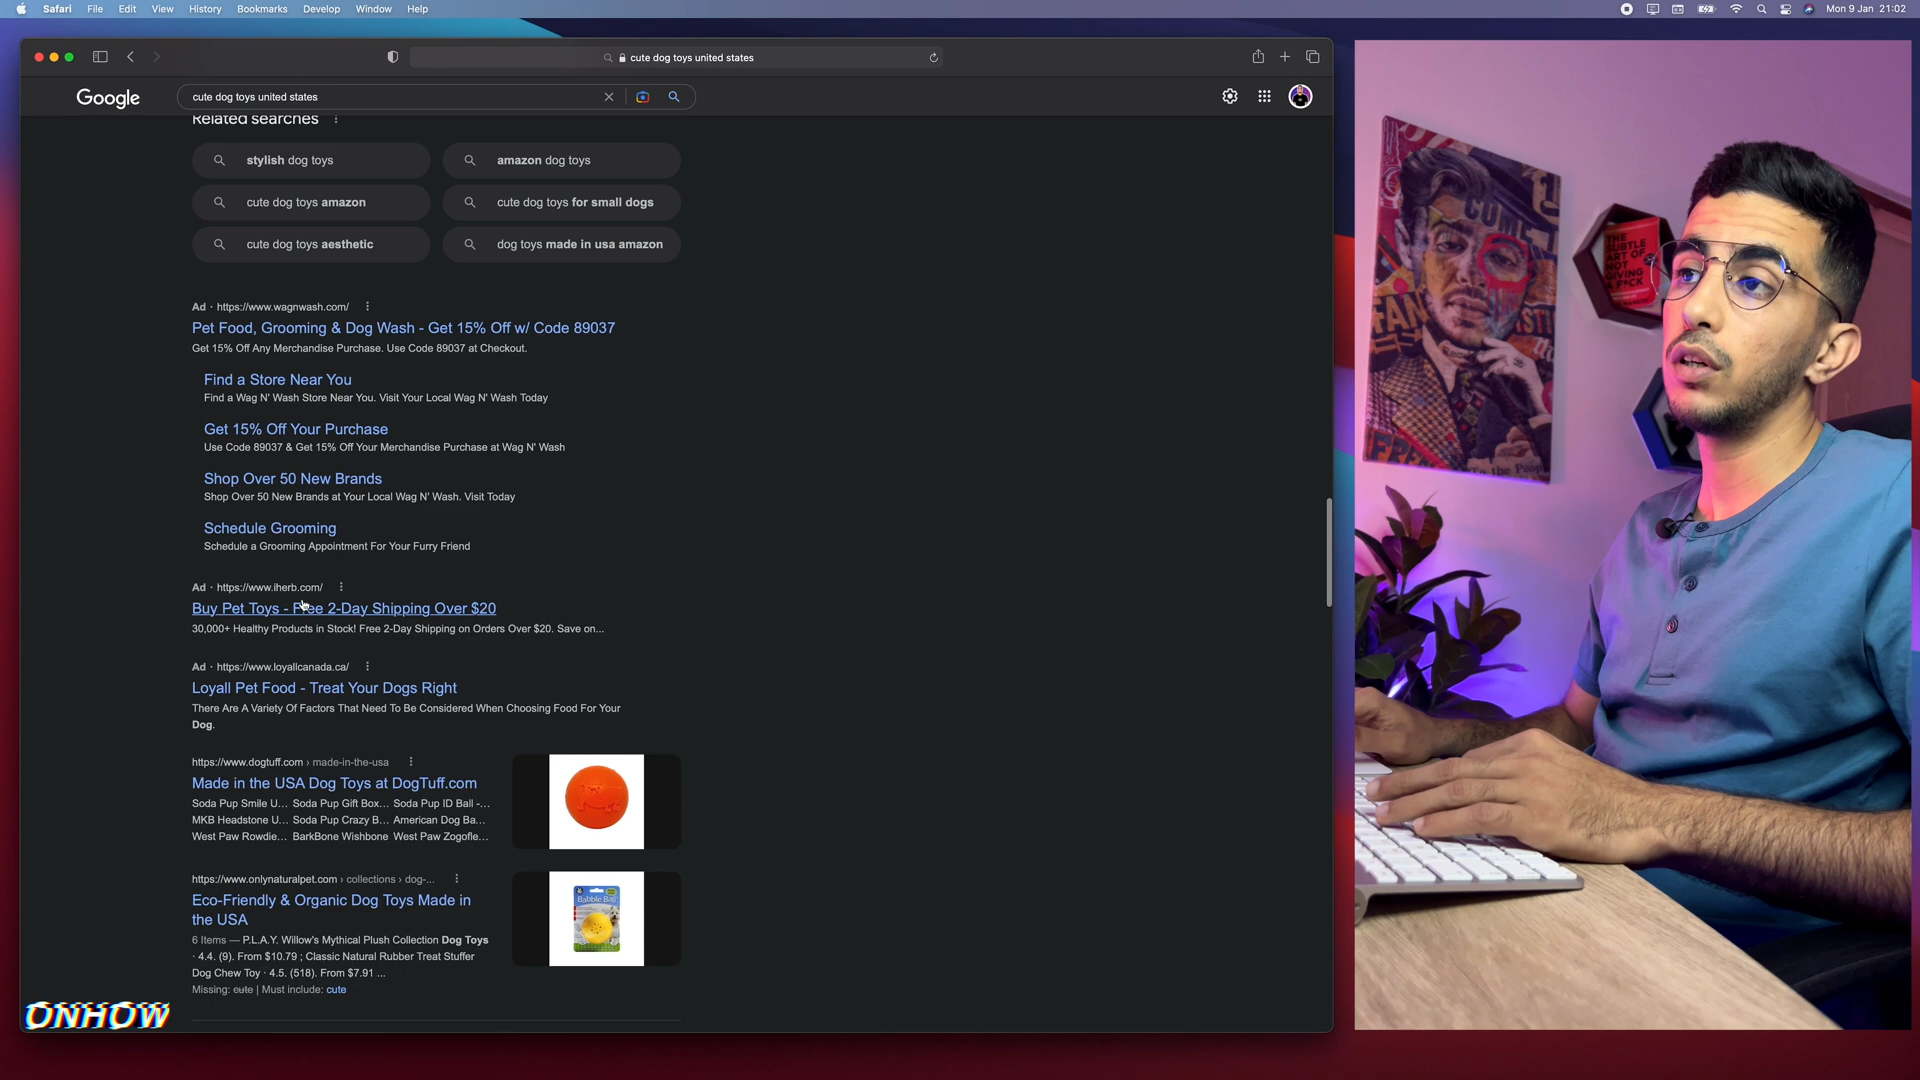 Safari File Edit View History Bookmarks Develop Window Help
Mon 9 Jan 21:02
cute dog toys united states
Google
cute dog toys united states
Related searches
stylish dog toys
amazon dog toys
cute dog toys amazon
cute dog toys for small dogs
cute dog toys aesthetic
dog toys made in usa amazon
Ad · https://www.wagnwash.com/
Pet Food, Grooming & Dog Wash - Get 15% Off w/ Code 89037
Get 15% Off Any Merchandise Purchase. Use Code 89037 at Checkout.
Find a Store Near You
Find a Wag N' Wash Store Near You. Visit Your Local Wag N' Wash Today
Get 15% Off Your Purchase
Use Code 89037 & Get 15% Off Your Merchandise Purchase at Wag N' Wash
Shop Over 50 New Brands
Shop Over 50 New Brands at Your Local Wag N' Wash. Visit Today
Schedule Grooming
Schedule a Grooming Appointment For Your Furry Friend
Ad · https://www.iherb.com/
Buy Pet Toys - Free 2-Day Shipping Over $20
30,000+ Healthy Products in Stock! Free 2-Day Shipping on Orders Over $20. Save on...
Ad · https://www.loyallcanada.ca/
Loyall Pet Food - Treat Your Dogs Right
There Are A Variety Of Factors That Need To Be Considered When Choosing Food For Your
Dog.
https://www.dogtuff.com › made-in-the-usa
Made in the USA Dog Toys at DogTuff.com
Soda Pup Smile U... Soda Pup Gift Box... Soda Pup ID Ball -...
MKB Headstone U... Soda Pup Crazy B... American Dog Ba...
West Paw Rowdie... BarkBone Wishbone West Paw Zogofle...
https://www.onlynaturalpet.com › collections › dog-...
Eco-Friendly & Organic Dog Toys Made in
the USA
6 Items — P.L.A.Y. Willow's Mythical Plush Collection Dog Toys
· 4.4. (9). From $10.79 ; Classic Natural Rubber Treat Stuffer
Dog Chew Toy · 4.5. (518). From $7.91 ...
Missing: cute | Must include: cute
Babble Ball
ONHOW
THE
SUBTLE
ART OF
NOT
GIVING
A F*CK